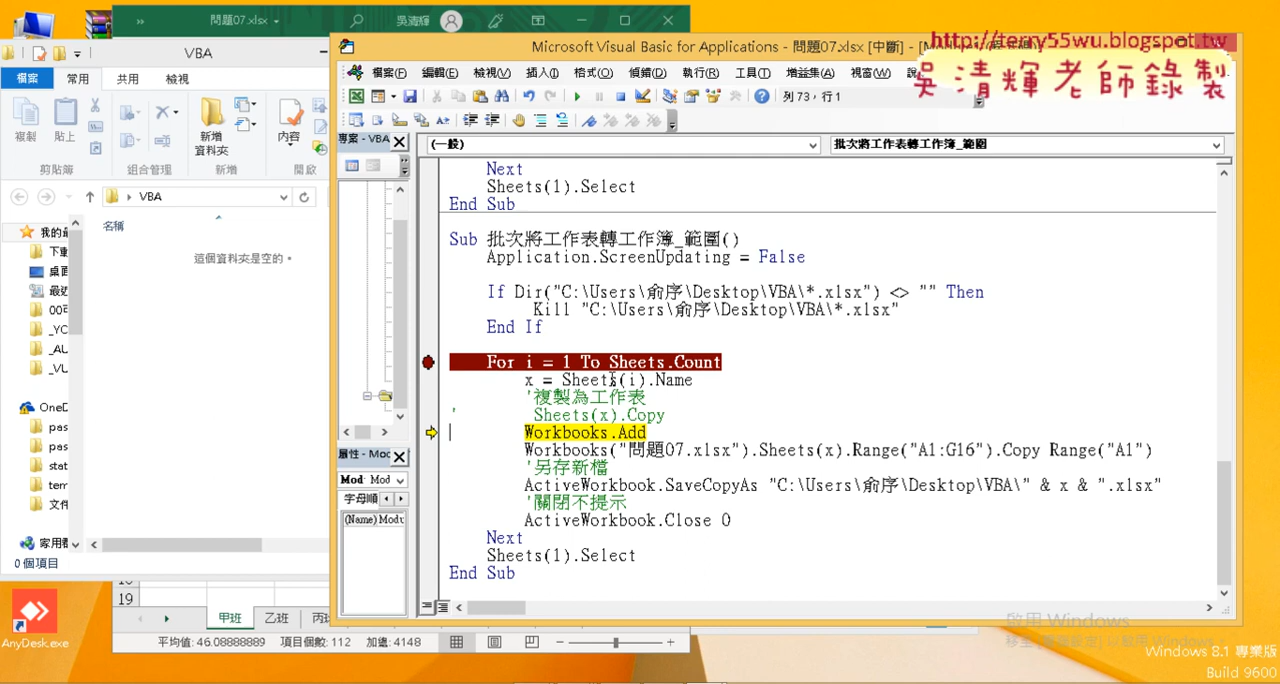 問題07.xlsx
吳清輝
VBA
檔案
常用
共用
檢視
複製
貼上
新增
資料夾
內容
剪貼簿
組合管理
新增
開啟
VBA
名稱
這個資料夾是空的。
我的最
下載
桌面
最近
家用群
0 個項目
AnyDesk.exe
19
甲班
乙班
平均值: 46.08888889
項目個數: 112
加總: 4148
Microsoft Visual Basic for Applications - 問題07.xlsx [中斷]
http://terry55wu.blogspot.tw
吳清輝老師錄製
檔案(F) 編輯(E) 檢視(V) 插入(I) 格式(O) 偵錯(D) 執行(R) 工具(T) 增益集(A) 視窗(W)
列 73，行 1
專案 - VBA
(一般)
批次將工作表轉工作簿_範圍
屬性 - Moc
Mod Mod
字母順
(Name) Modu
Next
Sheets(1).Select
End Sub
Sub 批次將工作表轉工作簿_範圍()
Application.ScreenUpdating = False
If Dir("C:\Users\俞序\Desktop\VBA\*.xlsx") <> "" Then
Kill "C:\Users\俞序\Desktop\VBA\*.xlsx"
End If
For i = 1 To Sheets.Count
x = Sheets(i).Name
'複製為工作表
' Sheets(x).Copy
Workbooks.Add
Workbooks("問題07.xlsx").Sheets(x).Range("A1:G16").Copy Range("A1")
'另存新檔
ActiveWorkbook.SaveCopyAs "C:\Users\俞序\Desktop\VBA\" & x & ".xlsx"
'關閉不提示
ActiveWorkbook.Close 0
Next
Sheets(1).Select
End Sub
啟用 Windows
Windows 8.1 專業版
Build 9600